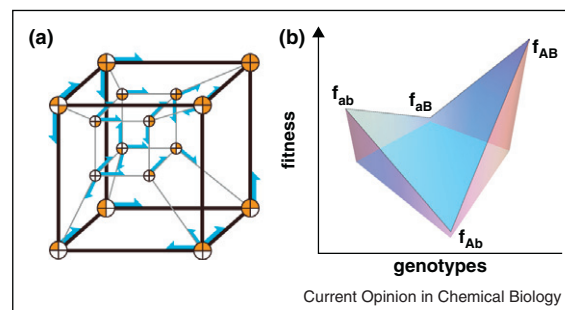 (a)
(b)
f_AB
f_ab
f_aB
fitness
f_Ab
genotypes
Current Opinion in Chemical Biology